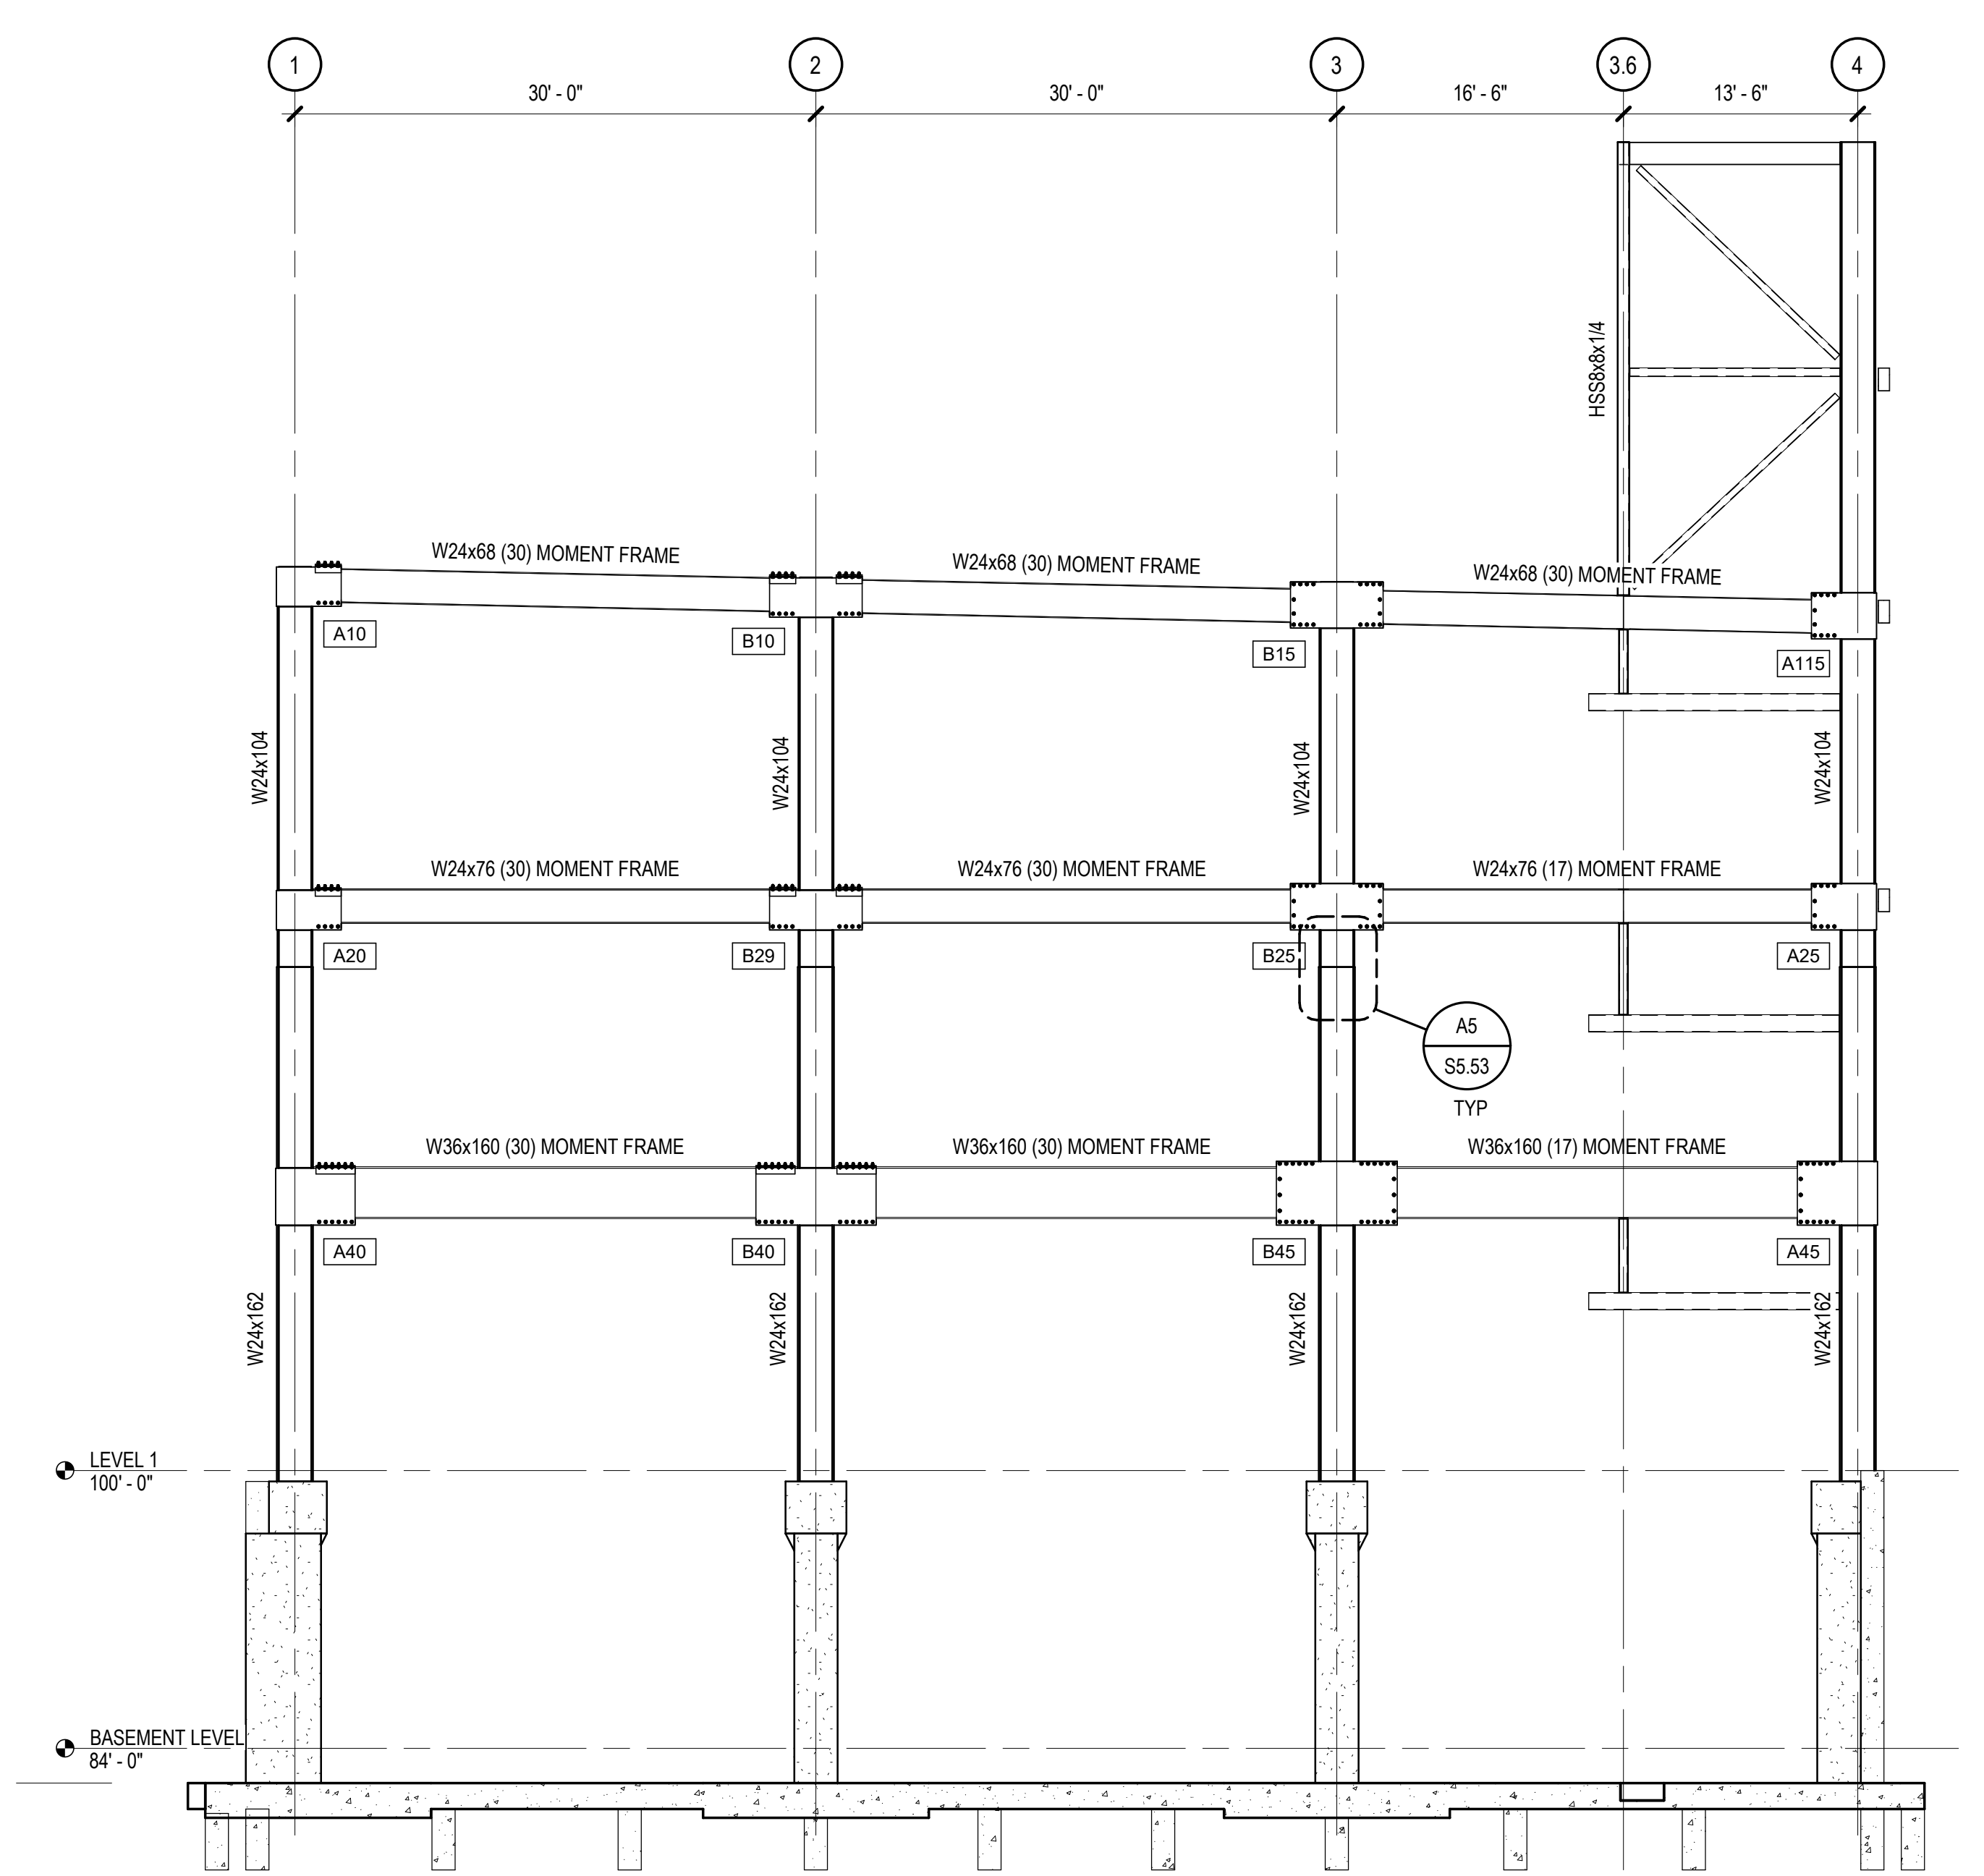 1
2
3
3.6
4
30' - 0"
30' - 0"
16' - 6"
13' - 6"
HSS8x8x1/4
W24x68 (30) MOMENT FRAME
W24x68 (30) MOMENT FRAME
W24x68 (30) MOMENT FRAME
A10
B10
B15
A115
W24x104
W24x104
W24x104
W24x104
W24x76 (30) MOMENT FRAME
W24x76 (30) MOMENT FRAME
W24x76 (17) MOMENT FRAME
A20
B29
B25
A25
A5
S5.53
TYP
W36x160 (30) MOMENT FRAME
W36x160 (30) MOMENT FRAME
W36x160 (17) MOMENT FRAME
A40
B40
B45
A45
W24x162
W24x162
W24x162
W24x162
LEVEL 1
100' - 0"
BASEMENT LEVEL
84' - 0"